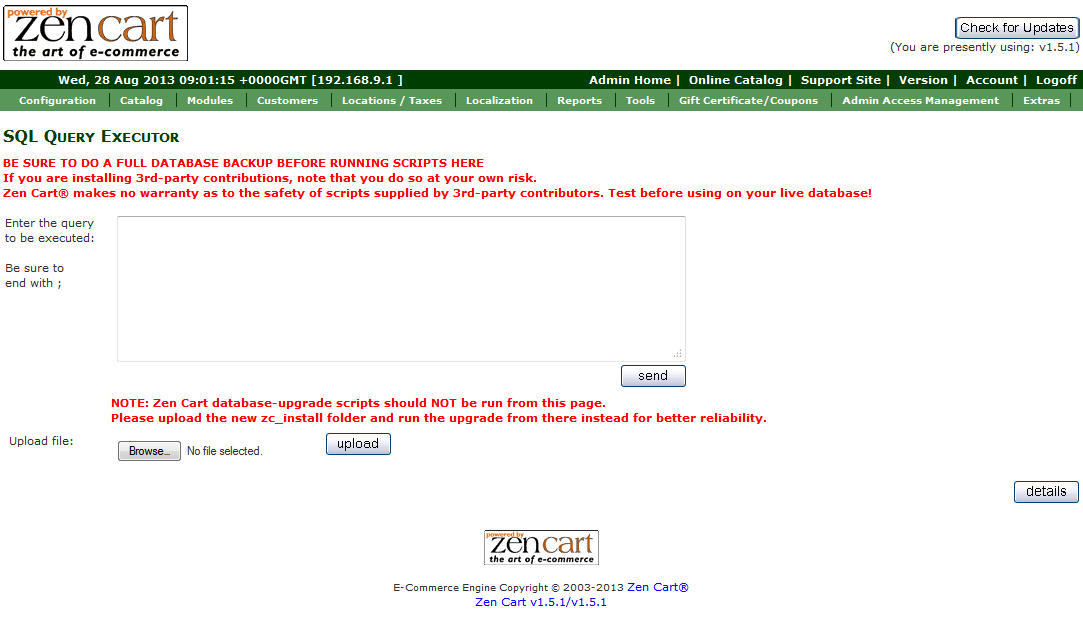 powered by
zen cart
the art of e-commerce
Check for Updates
(You are presently using: v1.5.1)
Wed, 28 Aug 2013 09:01:15 +0000GMT [192.168.9.1 ]
Admin Home | Online Catalog | Support Site | Version | Account | Logoff
Configuration | Catalog | Modules | Customers | Locations / Taxes | Localization | Reports | Tools | Gift Certificate/Coupons | Admin Access Management | Extras |
SQL QUERY EXECUTOR
BE SURE TO DO A FULL DATABASE BACKUP BEFORE RUNNING SCRIPTS HERE
If you are installing 3rd-party contributions, note that you do so at your own risk.
Zen Cart® makes no warranty as to the safety of scripts supplied by 3rd-party contributors. Test before using on your live database!
Enter the query
to be executed:
Be sure to
end with ;
send
NOTE: Zen Cart database-upgrade scripts should NOT be run from this page.
Please upload the new zc_install folder and run the upgrade from there instead for better reliability.
Upload file:
Browse... No file selected.
upload
details
powered by
zen cart
the art of e-commerce
E-Commerce Engine Copyright © 2003-2013 Zen Cart®
Zen Cart v1.5.1/v1.5.1